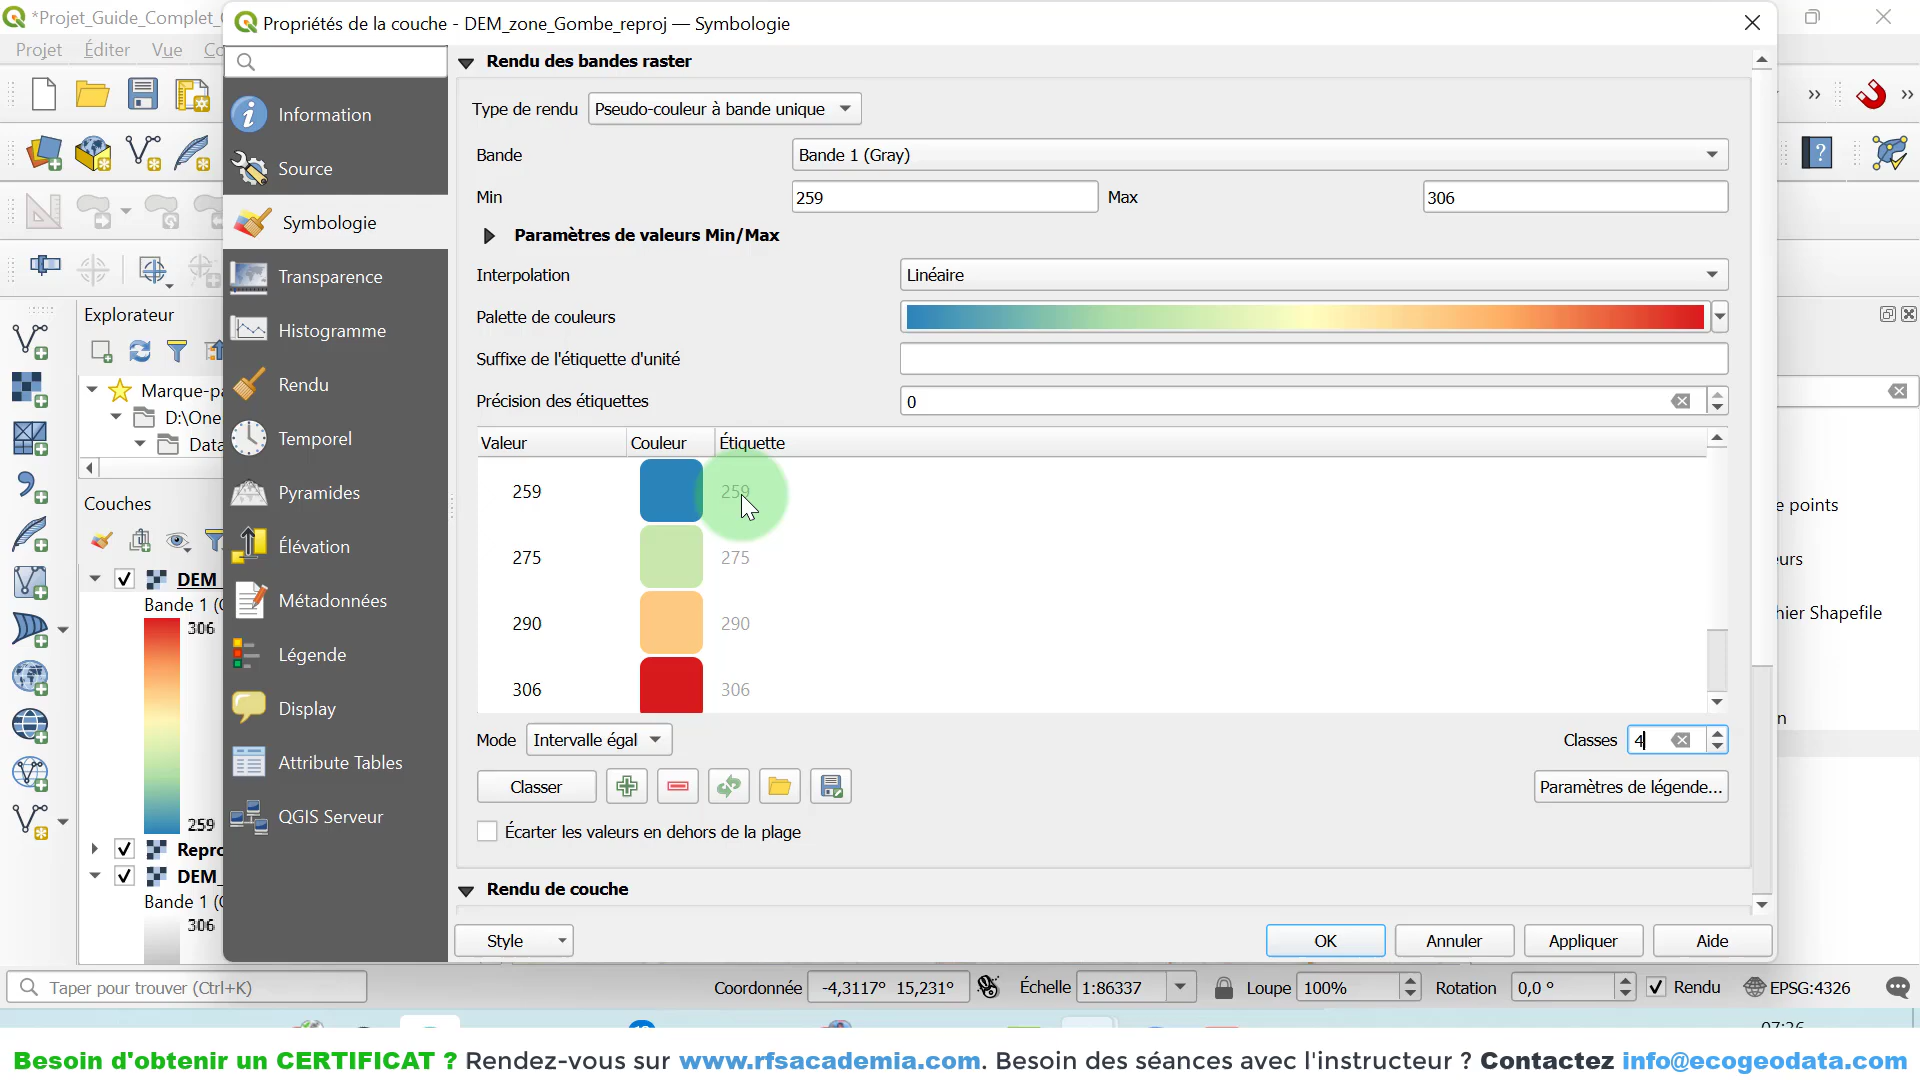 *Projet_Guide_Complet_
Propriétés de la couche - DEM_zone_Gombe_reproj — Symbologie
Projet Éditer Vue
Rendu des bandes raster
Type de rendu Pseudo-couleur à bande unique
Information
Bande Bande 1 (Gray)
Source
Min 259 Max 306
Symbologie
Paramètres de valeurs Min/Max
Transparence
Interpolation Linéaire
Explorateur
Palette de couleurs
Histogramme
Suffixe de l'étiquette d'unité
Marque-pa
Rendu
Précision des étiquettes 0
D:\One
Temporel
Valeur Couleur Étiquette
Data
259 259
Pyramides
Couches
e points
Élévation
275 275
eurs
DEM
Bande 1 (
Métadonnées
hier Shapefile
306
290 290
Légende
306 306
Display
n
Mode Intervalle égal Classes 4
Attribute Tables
Classer Paramètres de légende...
259
QGIS Serveur
Écarter les valeurs en dehors de la plage
Repro
DEM_
Rendu de couche
Bande 1 (
306
Style OK Annuler Appliquer Aide
Taper pour trouver (Ctrl+K) Coordonnée -4,3117° 15,231° Échelle 1:86337 Loupe 100% Rotation 0,0 ° Rendu EPSG:4326
Besoin d'obtenir un CERTIFICAT ? Rendez-vous sur www.rfsacademia.com. Besoin des séances avec l'instructeur ? Contactez info@ecogeodata.com